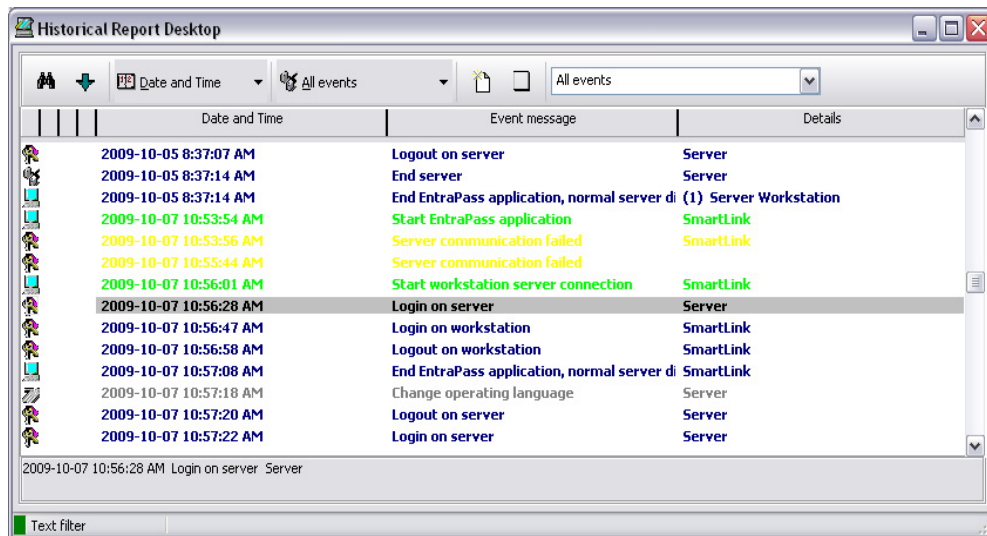 Historical Report Desktop
Date and Time All events All events
Date and Time Event message Details
2009-10-05 8:37:07 AM Logout on server Server
2009-10-05 8:37:14 AM End server Server
2009-10-05 8:37:14 AM End EntraPass application, normal server di (1) Server Workstation
2009-10-07 10:53:54 AM Start EntraPass application SmartLink
2009-10-07 10:53:56 AM Server communication failed SmartLink
2009-10-07 10:55:44 AM Server communication failed
2009-10-07 10:56:01 AM Start workstation server connection SmartLink
2009-10-07 10:56:28 AM Login on server Server
2009-10-07 10:56:47 AM Login on workstation SmartLink
2009-10-07 10:56:58 AM Logout on workstation SmartLink
2009-10-07 10:57:08 AM End EntraPass application, normal server di SmartLink
2009-10-07 10:57:18 AM Change operating language Server
2009-10-07 10:57:20 AM Logout on server Server
2009-10-07 10:57:22 AM Login on server Server
2009-10-07 10:56:28 AM Login on server Server
Text filter